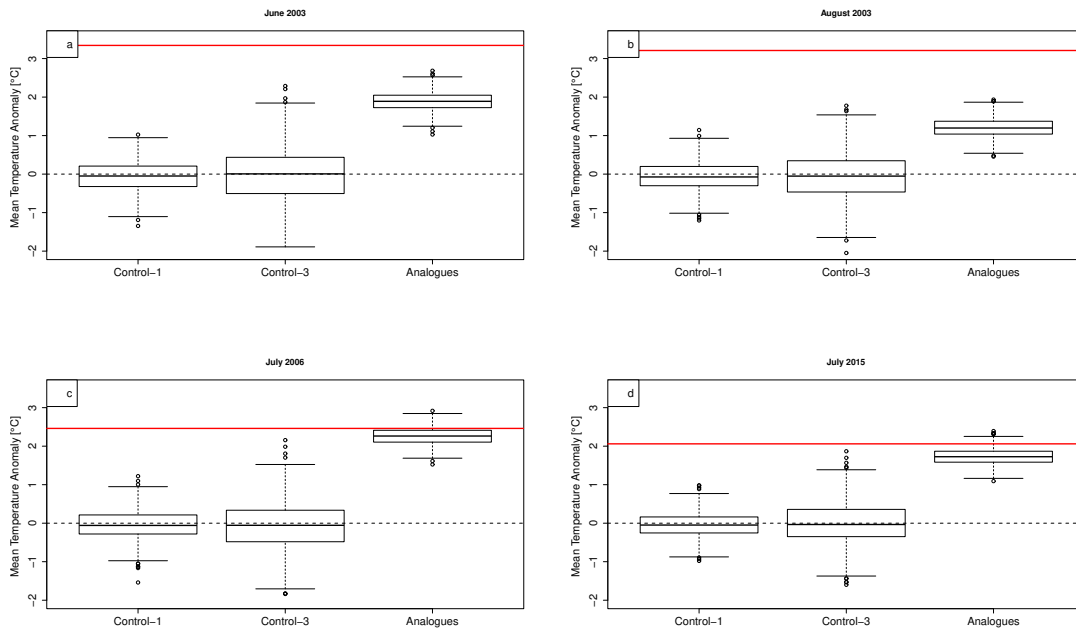 June 2003
a
Mean Temperature Anomaly [°C]
3
2
1
0
−1
−2
Control−1 Control−3 Analogues
August 2003
b
Mean Temperature Anomaly [°C]
3
2
1
0
−1
−2
Control−1 Control−3 Analogues
July 2006
c
Mean Temperature Anomaly [°C]
3
2
1
0
−1
−2
Control−1 Control−3 Analogues
July 2015
d
Mean Temperature Anomaly [°C]
3
2
1
0
−1
−2
Control−1 Control−3 Analogues